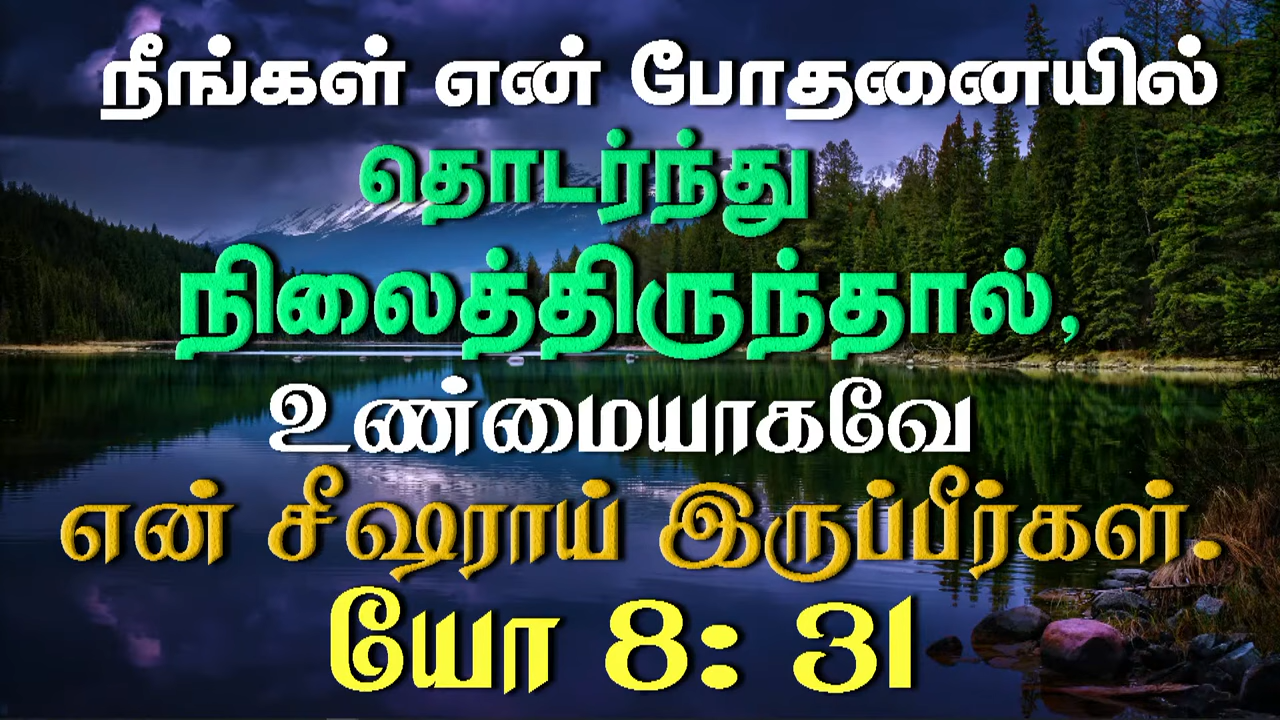 நீங்கள் என் போதனையில்
தொடர்ந்து
நிலைத்திருந்தால்,
உண்மையாகவே
என் சீஷராய் இருப்பீர்கள்.
யோ 8: 31